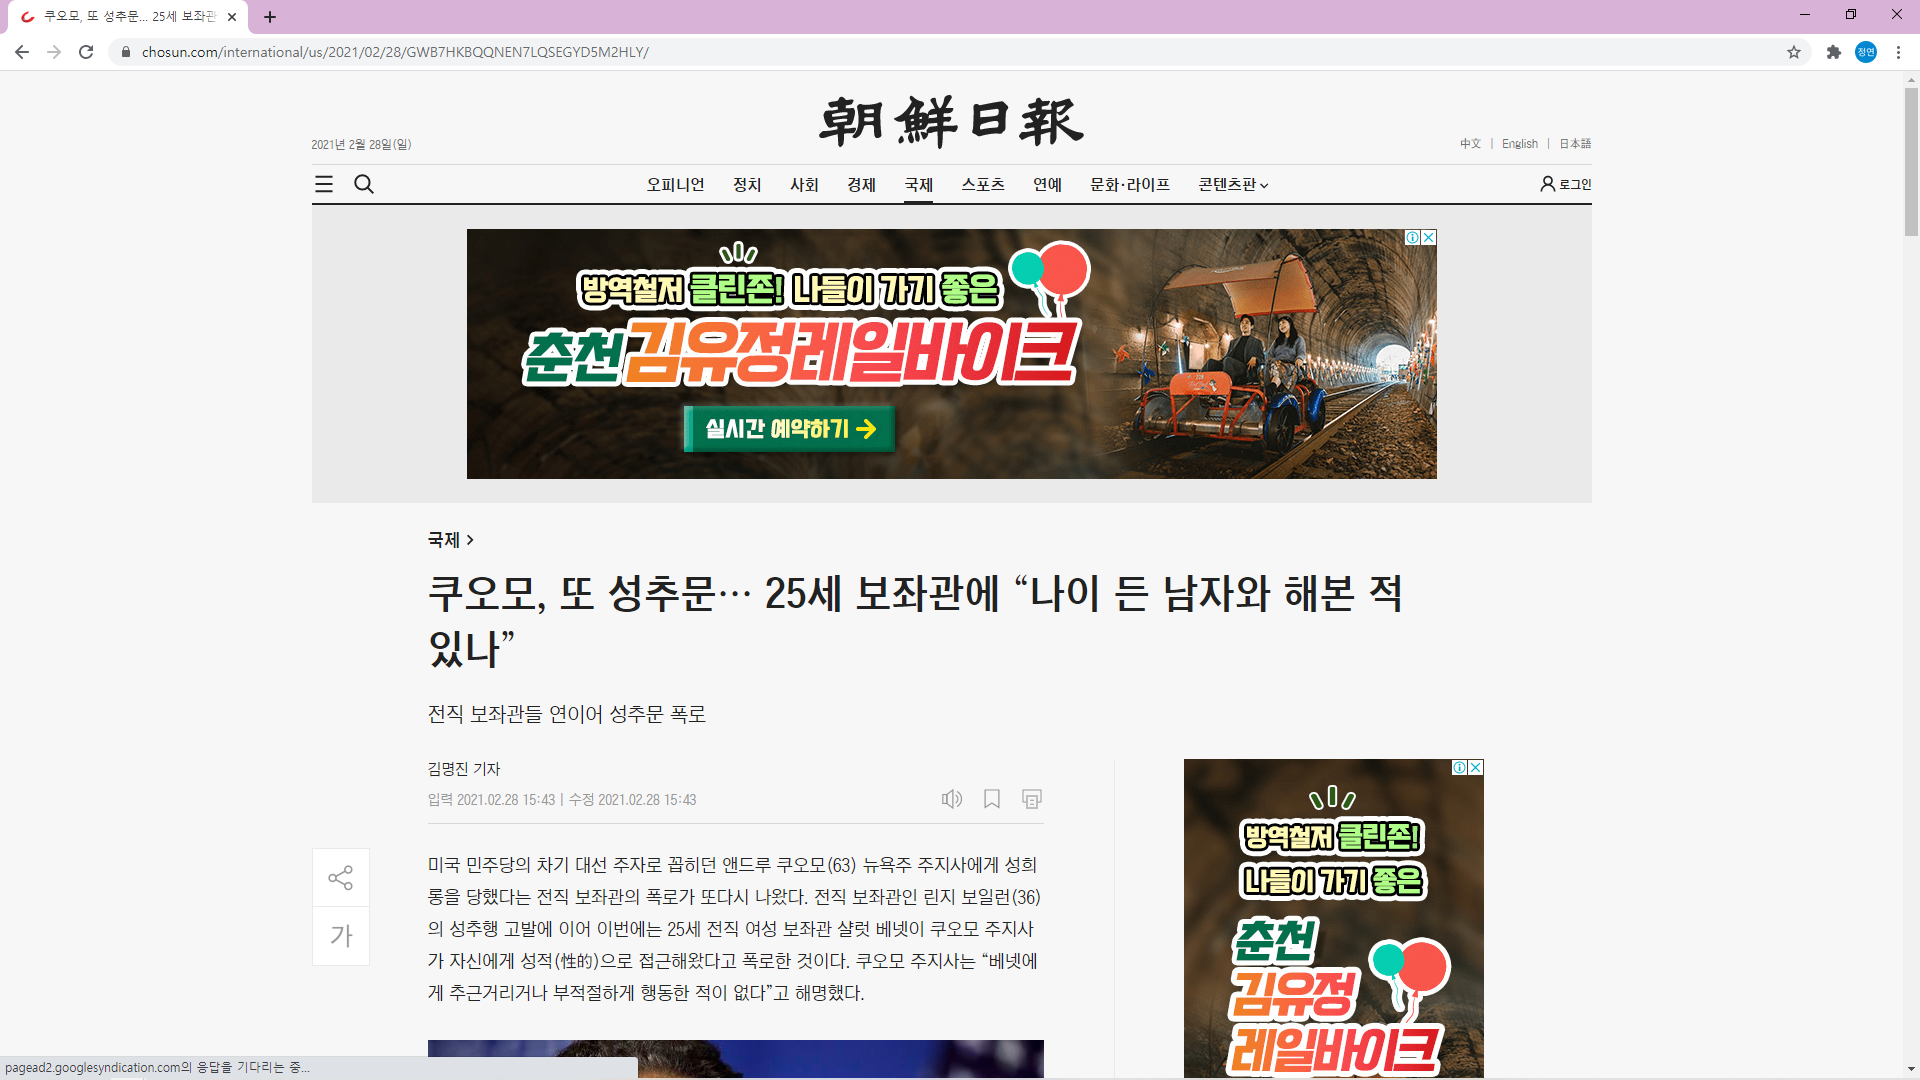 쿠오모, 또 성추문... 25세 보좌관
chosun.com/international/us/2021/02/28/GWB7HKBQQNEN7LQSEGYD5M2HLY/
정연
朝鮮日報
2021년 2월 28일(일)
中文 | English | 日本語
오피니언 정치 사회 경제 국제 스포츠 연예 문화·라이프 콘텐츠판
로그인
방역철저 클린존! 나들이 가기 좋은
춘천 김유정레일바이크
실시간 예약하기 →
국제 >
쿠오모, 또 성추문… 25세 보좌관에 “나이 든 남자와 해본 적
있나”
전직 보좌관들 연이어 성추문 폭로
김명진 기자
입력 2021.02.28 15:43 | 수정 2021.02.28 15:43
가
미국 민주당의 차기 대선 주자로 꼽히던 앤드루 쿠오모(63) 뉴욕주 주지사에게 성희
롱을 당했다는 전직 보좌관의 폭로가 또다시 나왔다. 전직 보좌관인 린지 보일런(36)
의 성추행 고발에 이어 이번에는 25세 전직 여성 보좌관 샬럿 베넷이 쿠오모 주지사
가 자신에게 성적(性的)으로 접근해왔다고 폭로한 것이다. 쿠오모 주지사는 “베넷에
게 추근거리거나 부적절하게 행동한 적이 없다”고 해명했다.
방역철저 클린존!
나들이 가기 좋은
춘천
김유정
레일바이크
pagead2.googlesyndication.com의 응답을 기다리는 중...